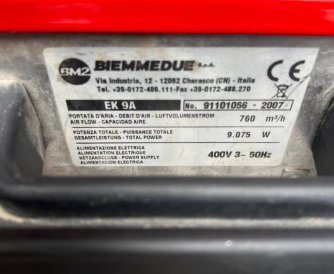 BM2 BIEMMEDUE S.p.A.
Via Industria, 12 - 12062 Cherasco (CN) - Italia
Tel. +39-0172-486.111-Fax+39-0172-488.270
EK 9A No. 91101056 - 2007
PORTATA D'ARIA - DEBIT D'AIR - LUFTVOLUMENSTROM
AIR FLOW - CAPACIDAD AIRE 760 m³/h
POTENZA TOTALE - PUISSANCE TOTALE
GESAMTLEISTUNG - TOTAL POWER 9.075 W
ALIMENTAZIONE ELETTRICA
ALIMENTATION ELECTRIQUE
NETZANSCHLUSS - POWER SUPPLY
ALIMENTACION ELECTRICA 400V 3~ 50Hz
CE